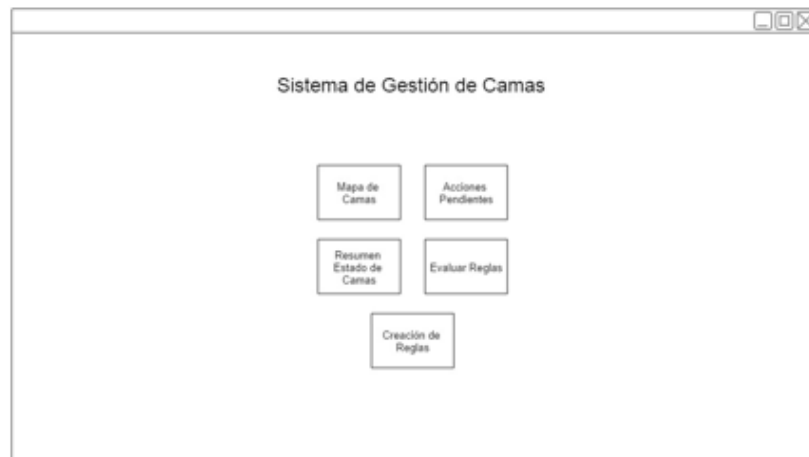 Sistema de Gestión de Camas
Mapa de
Camas
Acciones
Pendientes
Resumen
Estado de
Camas
Evaluar Reglas
Creación de
Reglas